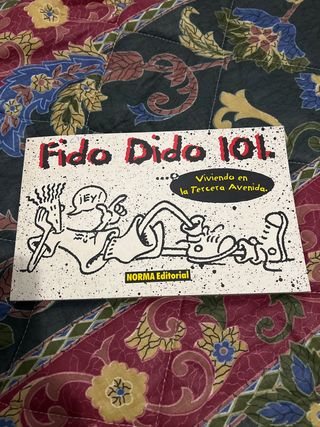 Fido Dido 101.
...o
Viviendo en
la Tercera Avenida.
¡EY!
NORMA Editorial